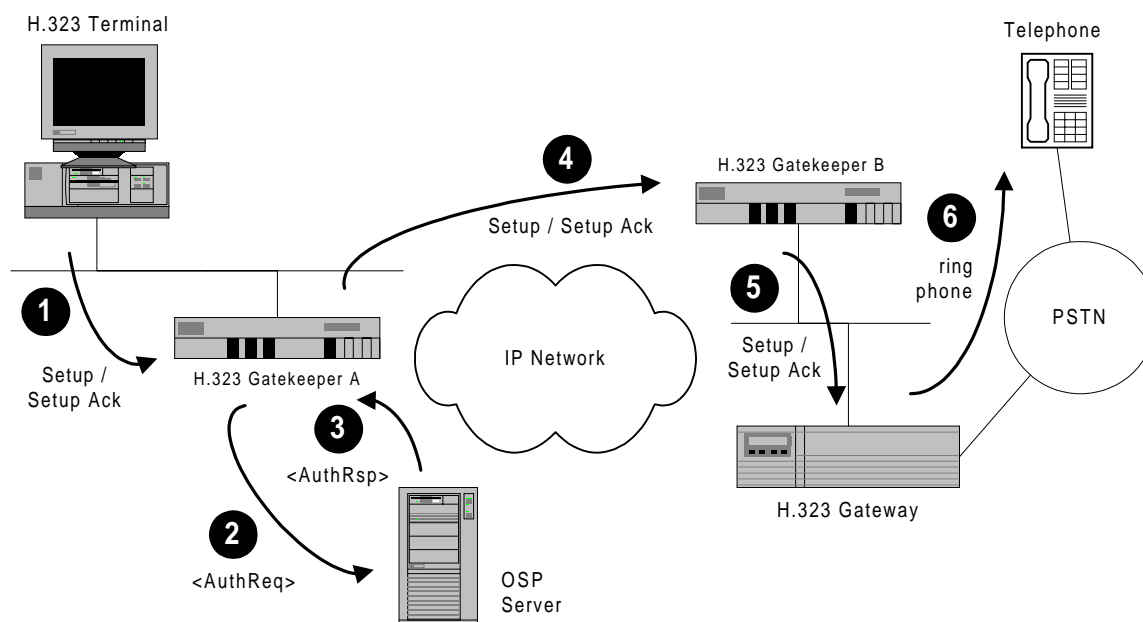 H.323 Terminal
Telephone
4
H.323 Gatekeeper B
Setup / Setup Ack
6
ring
phone
1
5
PSTN
Setup /
Setup Ack
IP Network
Setup /
Setup Ack
H.323 Gatekeeper A
3
<AuthRsp>
H.323 Gateway
2
<AuthReq>
OSP
Server